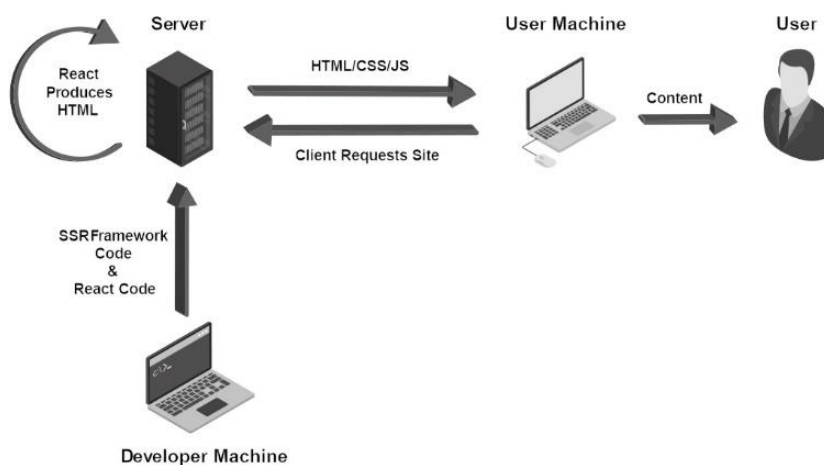 Server
User Machine
User
React
Produces
HTML
HTML/CSS/JS
Content
Client Requests Site
SSRFramework
Code
&
React Code
C:\>_
Developer Machine